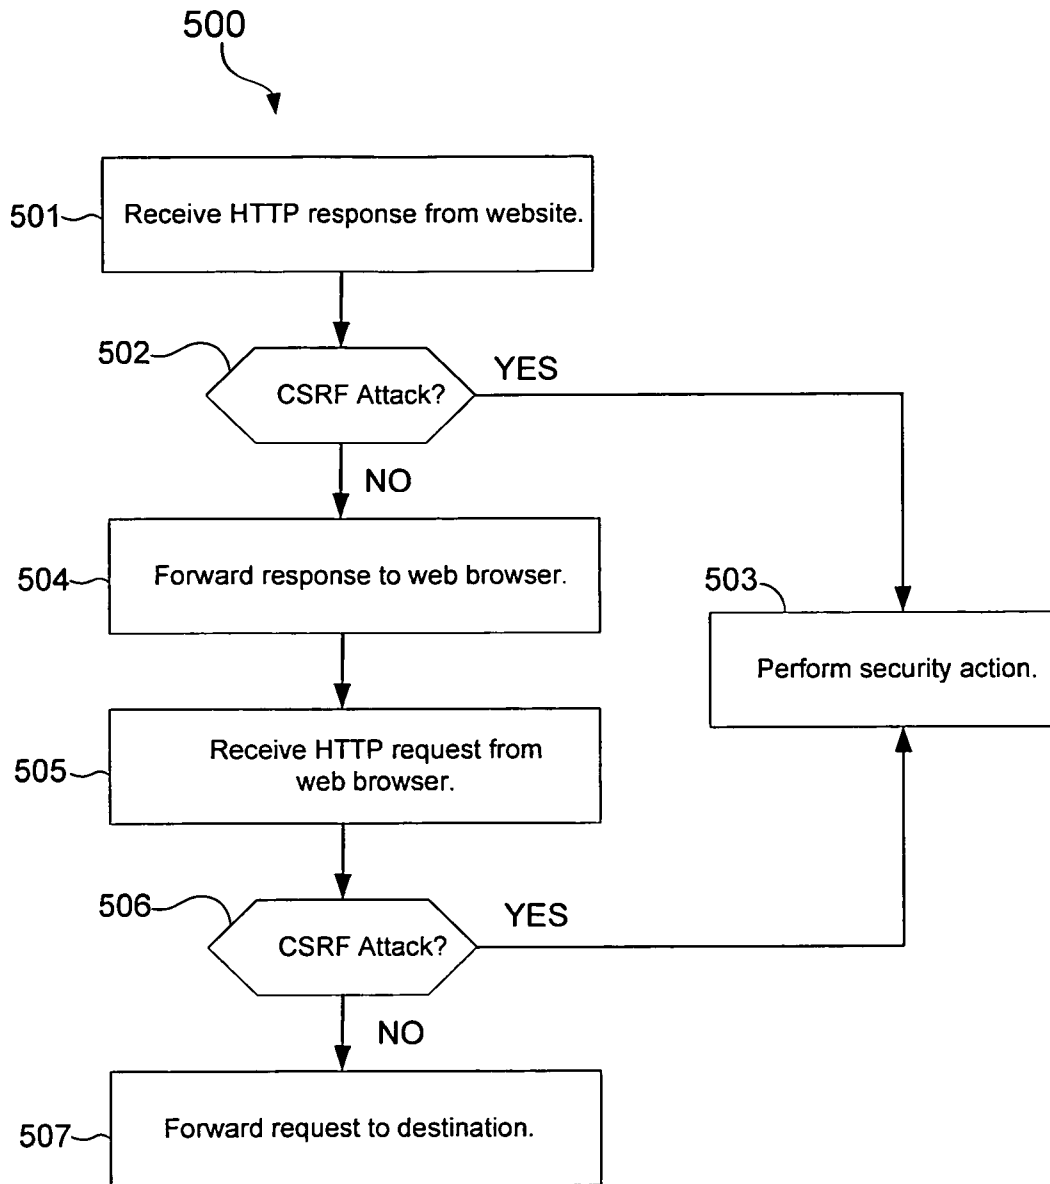 500
501
Receive HTTP response from website.
502
CSRF Attack?
YES
NO
504
Forward response to web browser.
503
Perform security action.
505
Receive HTTP request from
web browser.
506
CSRF Attack?
YES
NO
507
Forward request to destination.